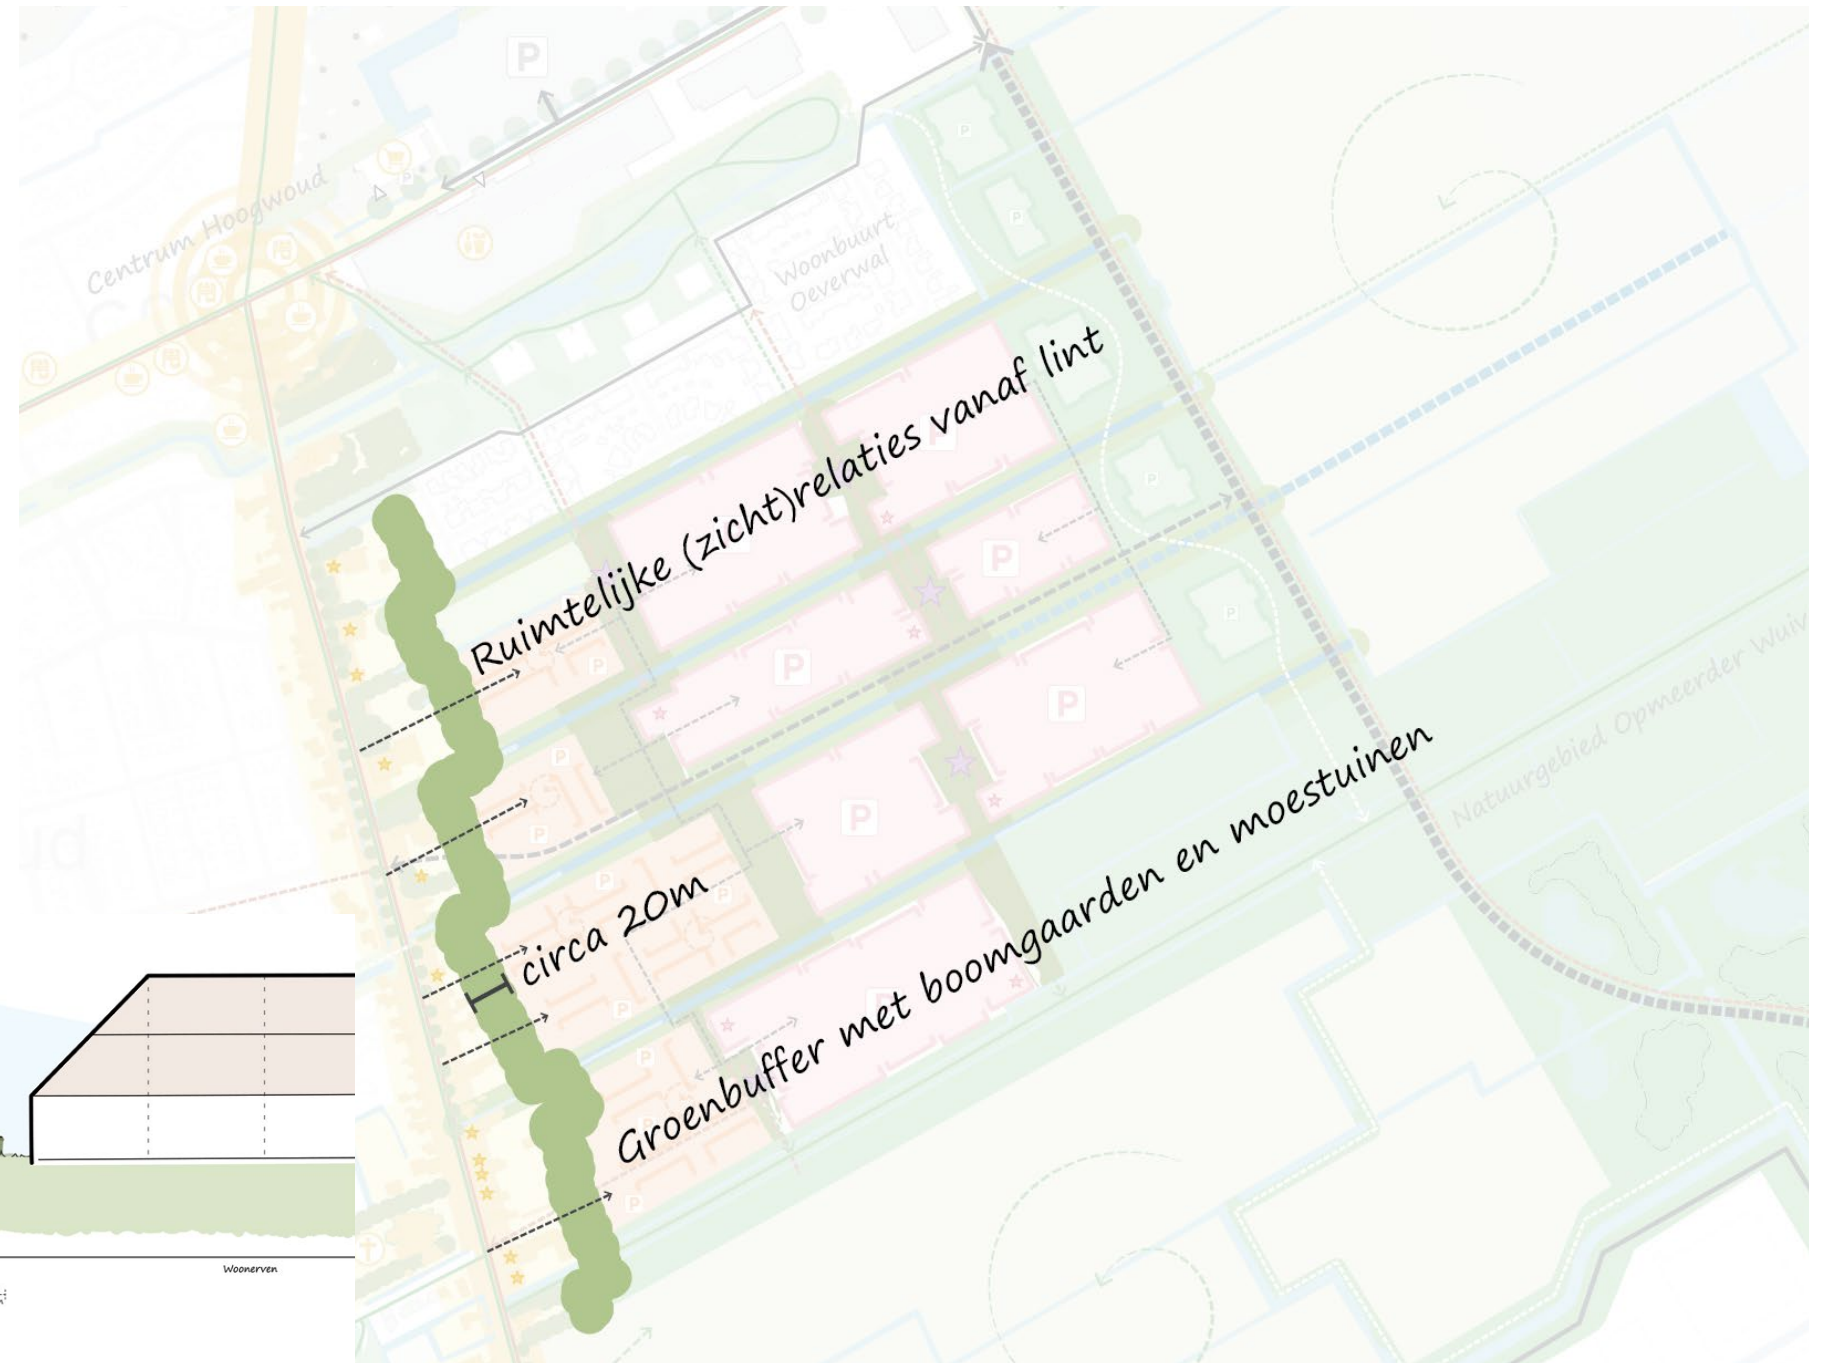 P
Centrum Hoogwoud
P
P
P
Woonbuurt
Oeverwal
Ruimtelijke (zicht)relaties vanaf lint
P
P
P
P
P
P
P
P
P
P
circa 20m
P
P
P
Natuurgebied Opmeerder Wuiv
Groenbuffer met boomgaarden en moestuinen
P
P
Woonerven